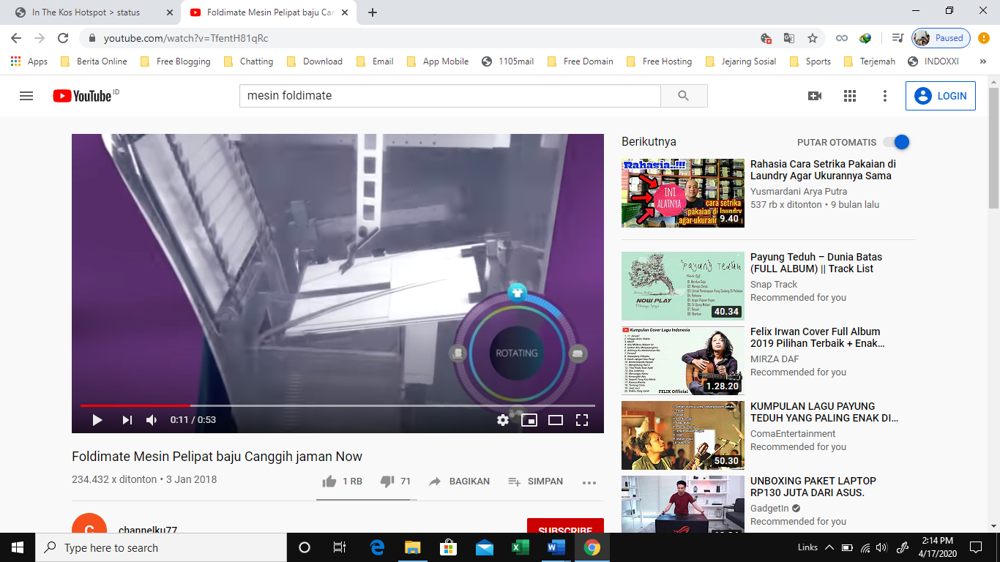 In The Kos Hotspot > status
Foldimate Mesin Pelipat baju Can
youtube.com/watch?v=TfentH81qRc
Paused
Apps
Berita Online
Free Blogging
Chatting
Download
Email
App Mobile
1105mail
Free Domain
Free Hosting
Jejaring Sosial
Sports
Terjemah
INDOXXI
YouTube ID
mesin foldimate
LOGIN
ROTATING
0:11 / 0:53
Foldimate Mesin Pelipat baju Canggih jaman Now
234.432 x ditonton • 3 Jan 2018
1 RB
71
BAGIKAN
SIMPAN
C
channelku77
SUBSCRIBE
Berikutnya
PUTAR OTOMATIS
Rahasia..!!!
INI
ALATNYA
cara setrika
pakaian di laundry
agar ukurann
9.40
Rahasia Cara Setrika Pakaian di
Laundry Agar Ukurannya Sama
Yusmardani Arya Putra
537 rb x ditonton • 9 bulan lalu
Payung Teduh
NOW PLAY
40.34
Payung Teduh – Dunia Batas
(FULL ALBUM) || Track List
Snap Track
Recommended for you
Kumpulan Cover Lagu Indonesia
FELIX Official
1.28.20
Felix Irwan Cover Full Album
2019 Pilihan Terbaik + Enak...
MIRZA DAF
Recommended for you
50.30
KUMPULAN LAGU PAYUNG
TEDUH YANG PALING ENAK DI...
ComaEntertainment
Recommended for you
UNBOXING PAKET LAPTOP
RP130 JUTA DARI ASUS.
GadgetIn
Recommended for you
Type here to search
Links
2:14 PM
4/17/2020